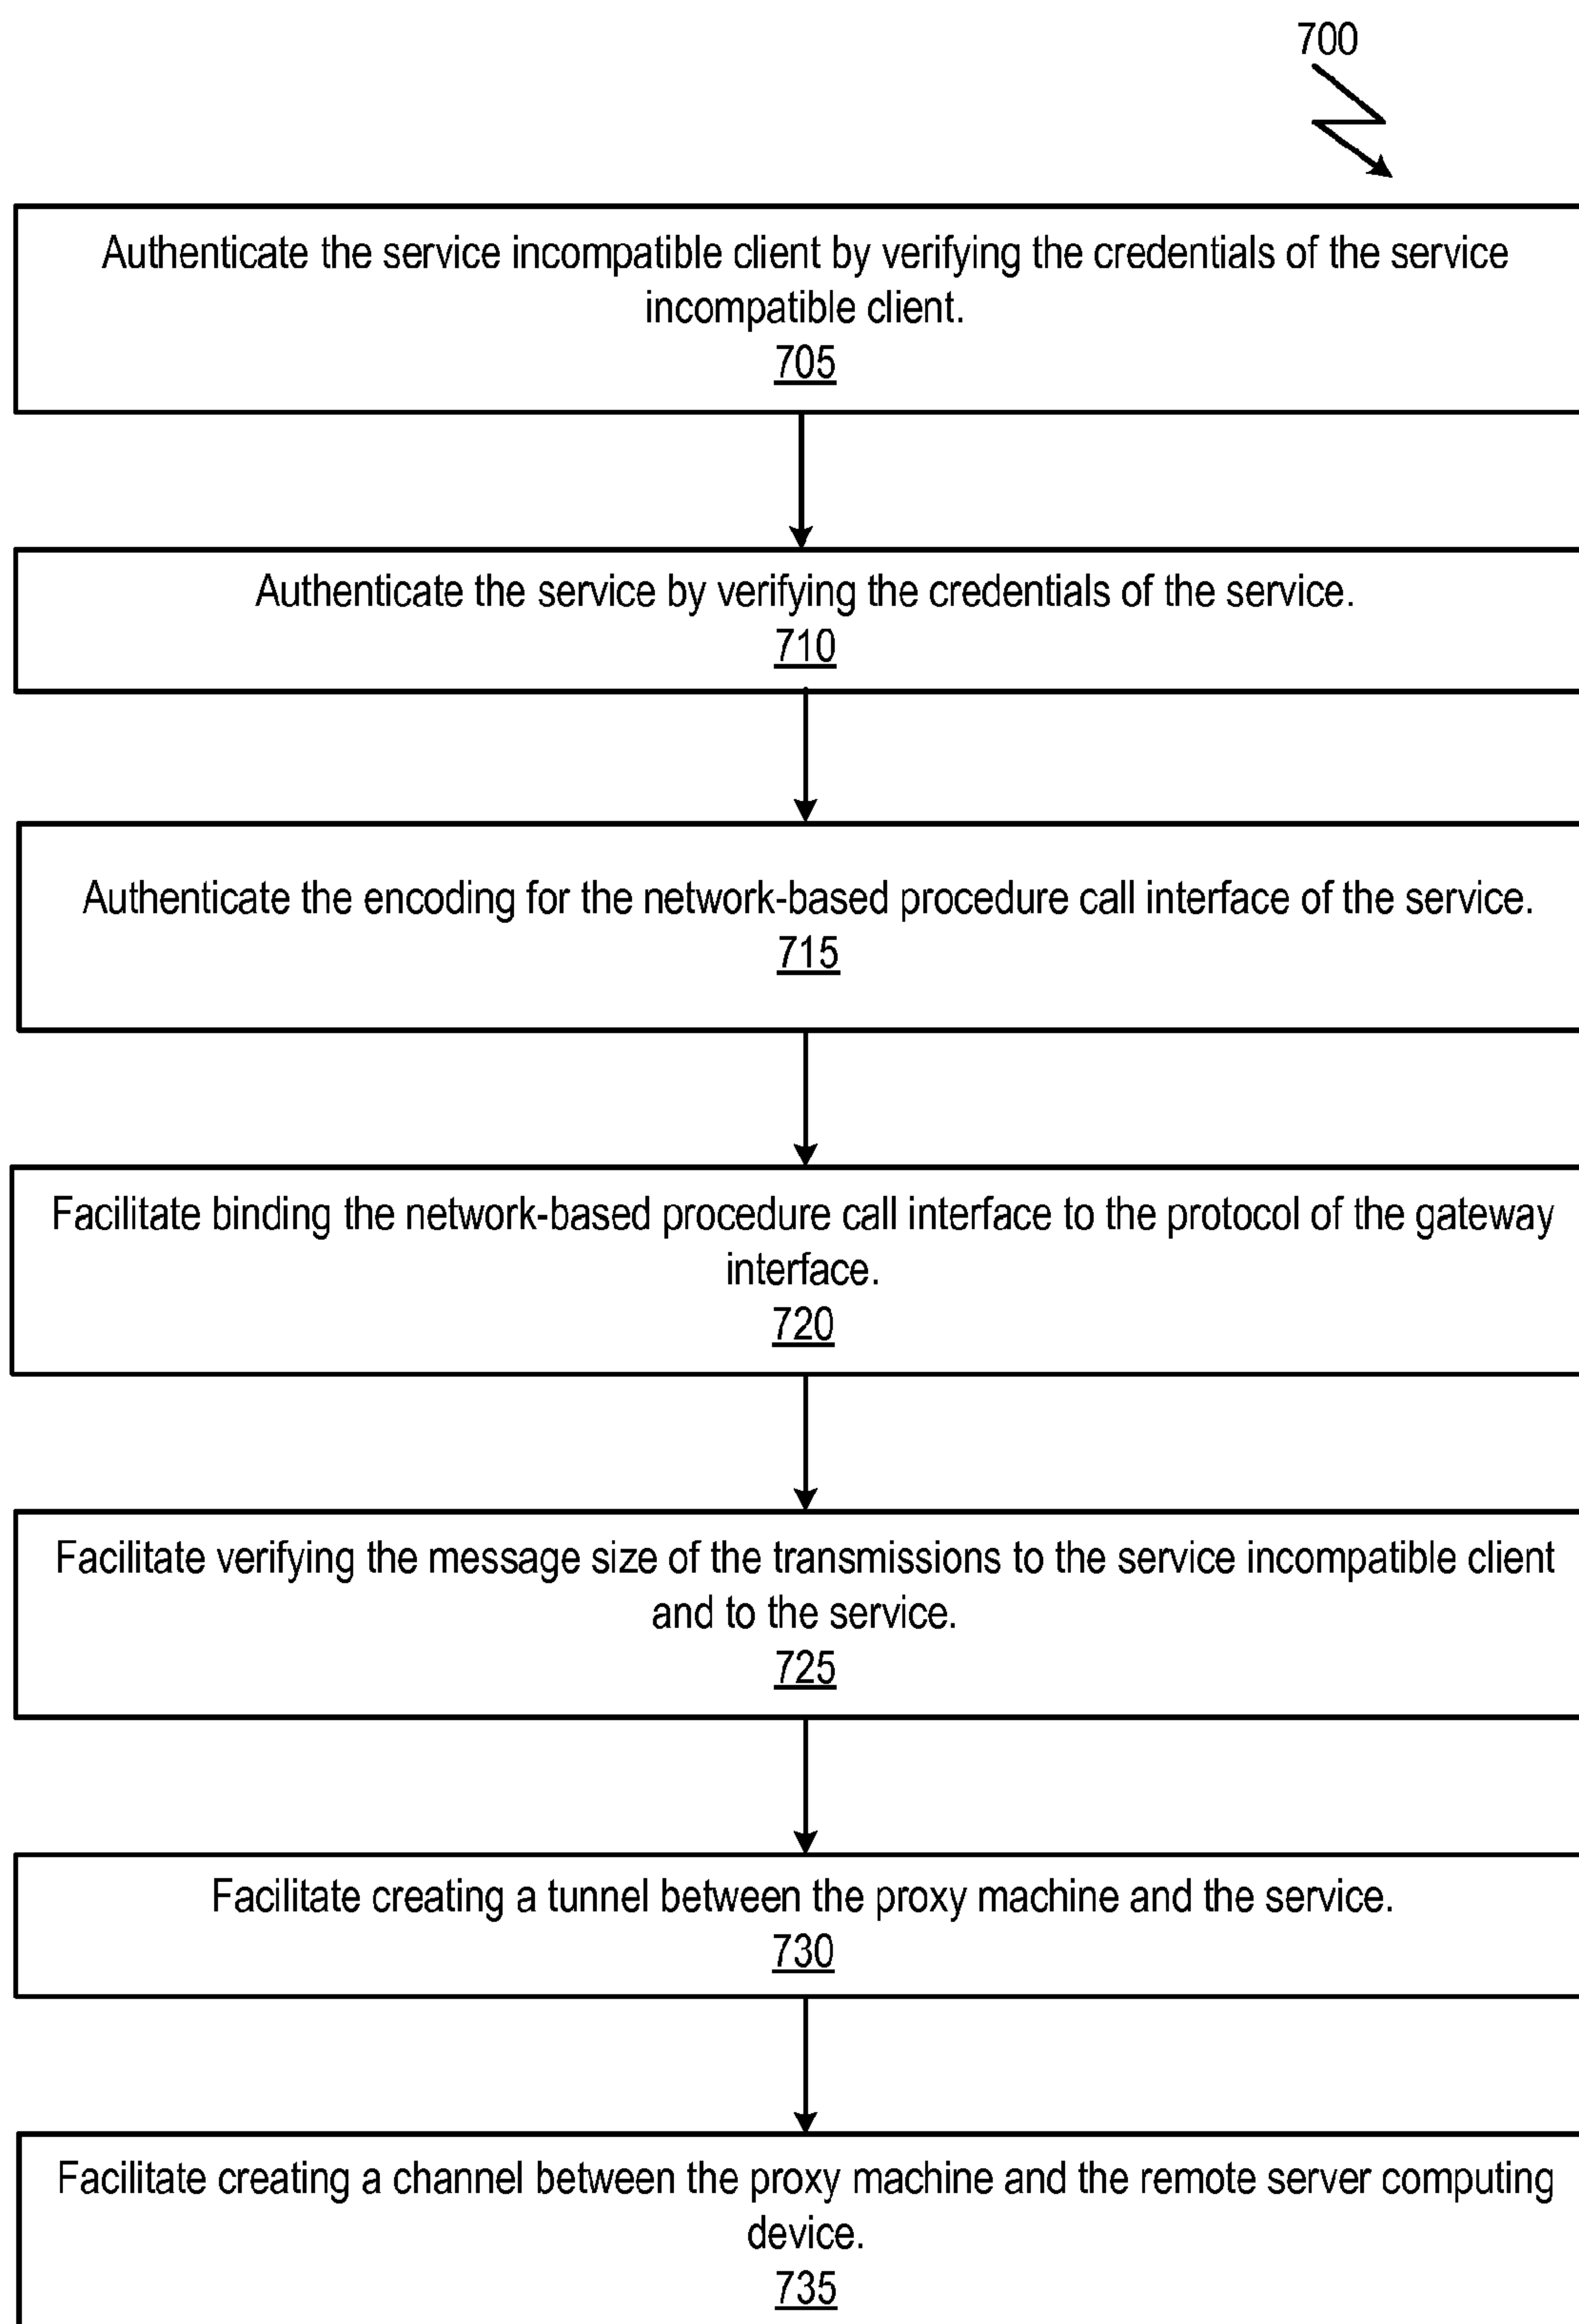 700
Authenticate the service incompatible client by verifying the credentials of the service
incompatible client.
705
Authenticate the service by verifying the credentials of the service.
710
Authenticate the encoding for the network-based procedure call interface of the service.
715
Facilitate binding the network-based procedure call interface to the protocol of the gateway
interface.
720
Facilitate verifying the message size of the transmissions to the service incompatible client
and to the service.
725
Facilitate creating a tunnel between the proxy machine and the service.
730
Facilitate creating a channel between the proxy machine and the remote server computing
device.
735